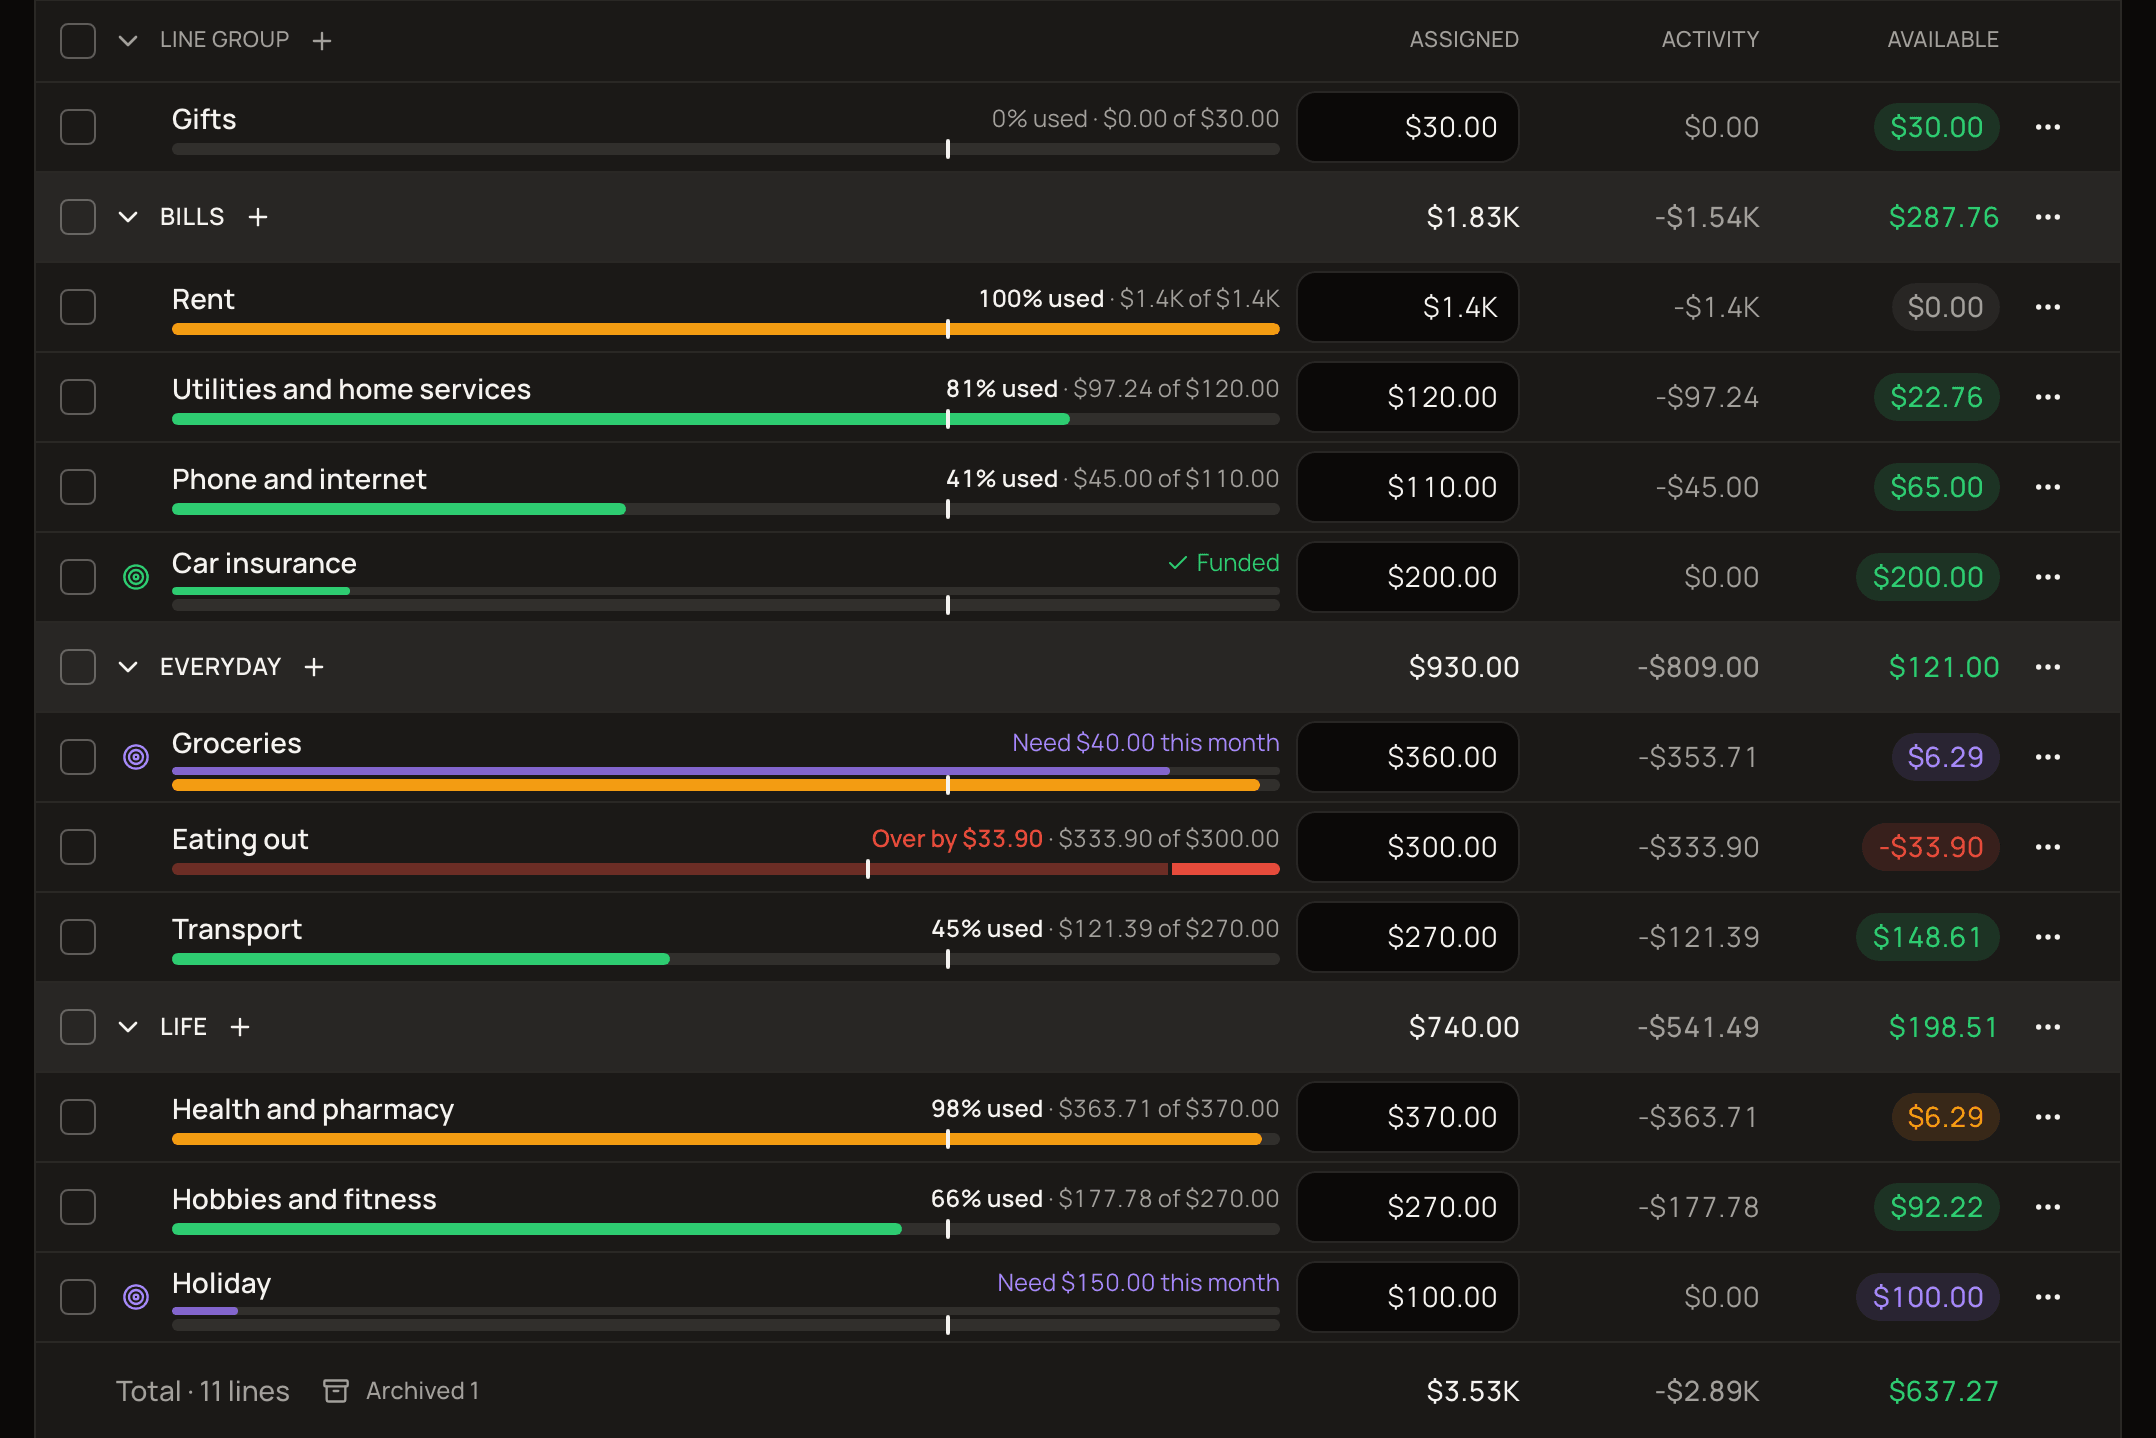 LINE GROUP + ASSIGNED ACTIVITY AVAILABLE
Gifts 0% used · $0.00 of $30.00 $30.00 $0.00 $30.00
BILLS + $1.83K -$1.54K $287.76
Rent 100% used · $1.4K of $1.4K $1.4K -$1.4K $0.00
Utilities and home services 81% used · $97.24 of $120.00 $120.00 -$97.24 $22.76
Phone and internet 41% used · $45.00 of $110.00 $110.00 -$45.00 $65.00
Car insurance ✓ Funded $200.00 $0.00 $200.00
EVERYDAY + $930.00 -$809.00 $121.00
Groceries Need $40.00 this month $360.00 -$353.71 $6.29
Eating out Over by $33.90 · $333.90 of $300.00 $300.00 -$333.90 -$33.90
Transport 45% used · $121.39 of $270.00 $270.00 -$121.39 $148.61
LIFE + $740.00 -$541.49 $198.51
Health and pharmacy 98% used · $363.71 of $370.00 $370.00 -$363.71 $6.29
Hobbies and fitness 66% used · $177.78 of $270.00 $270.00 -$177.78 $92.22
Holiday Need $150.00 this month $100.00 $0.00 $100.00
Total · 11 lines Archived 1 $3.53K -$2.89K $637.27